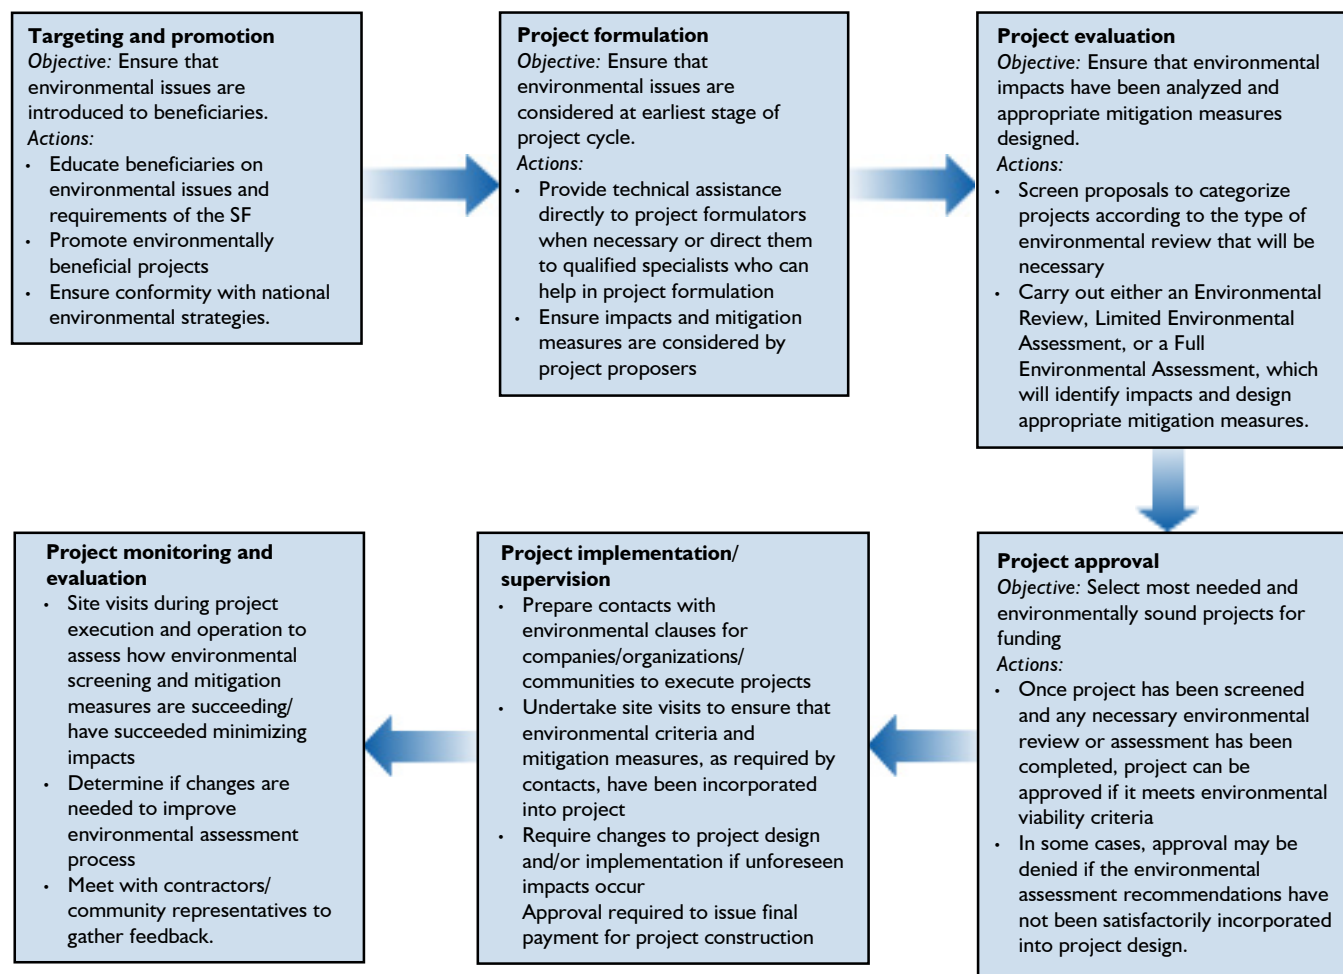 Targeting and promotion
Objective: Ensure that
environmental issues are
introduced to beneficiaries.
Actions:
• Educate beneficiaries on
environmental issues and
requirements of the SF
• Promote environmentally
beneficial projects
• Ensure conformity with national
environmental strategies.
Project formulation
Objective: Ensure that
environmental issues are
considered at earliest stage of
project cycle.
Actions:
• Provide technical assistance
directly to project formulators
when necessary or direct them
to qualified specialists who can
help in project formulation
• Ensure impacts and mitigation
measures are considered by
project proposers
Project evaluation
Objective: Ensure that environmental
impacts have been analyzed and
appropriate mitigation measures
designed.
Actions:
• Screen proposals to categorize
projects according to the type of
environmental review that will be
necessary
• Carry out either an Environmental
Review, Limited Environmental
Assessment, or a Full
Environmental Assessment, which
will identify impacts and design
appropriate mitigation measures.
Project approval
Objective: Select most needed and
environmentally sound projects for
funding
Actions:
• Once project has been screened
and any necessary environmental
review or assessment has been
completed, project can be
approved if it meets environmental
viability criteria
• In some cases, approval may be
denied if the environmental
assessment recommendations have
not been satisfactorily incorporated
into project design.
Project implementation/
supervision
• Prepare contacts with
environmental clauses for
companies/organizations/
communities to execute projects
• Undertake site visits to ensure that
environmental criteria and
mitigation measures, as required by
contacts, have been incorporated
into project
• Require changes to project design
and/or implementation if unforeseen
impacts occur
Approval required to issue final
payment for project construction
Project monitoring and
evaluation
• Site visits during project
execution and operation to
assess how environmental
screening and mitigation
measures are succeeding/
have succeeded minimizing
impacts
• Determine if changes are
needed to improve
environmental assessment
process
• Meet with contractors/
community representatives to
gather feedback.